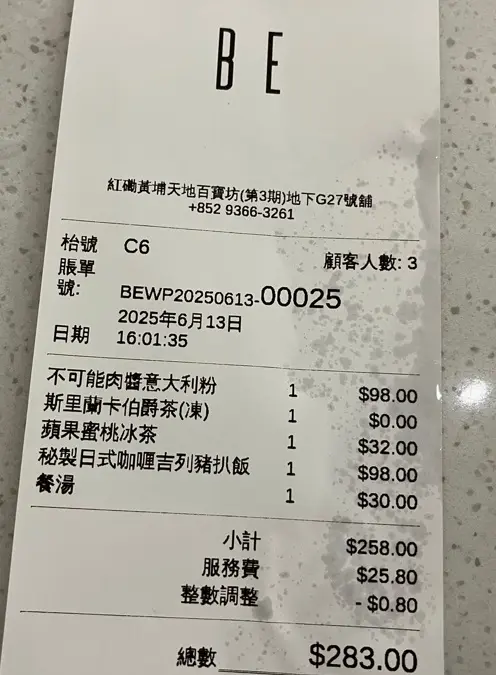 BE
紅磡黃埔天地百寶坊(第3期)地下G27號舖
+852 9366-3261
枱號 C6 顧客人數: 3
賬單號: BEWP20250613-00025
2025年6月13日
日期 16:01:35
不可能肉醬意大利粉 1 $98.00
斯里蘭卡伯爵茶(凍) 1 $0.00
蘋果蜜桃冰茶 1 $32.00
秘製日式咖喱吉列豬扒飯 1 $98.00
餐湯 1 $30.00
小計 $258.00
服務費 $25.80
整數調整 - $0.80
總數 $283.00